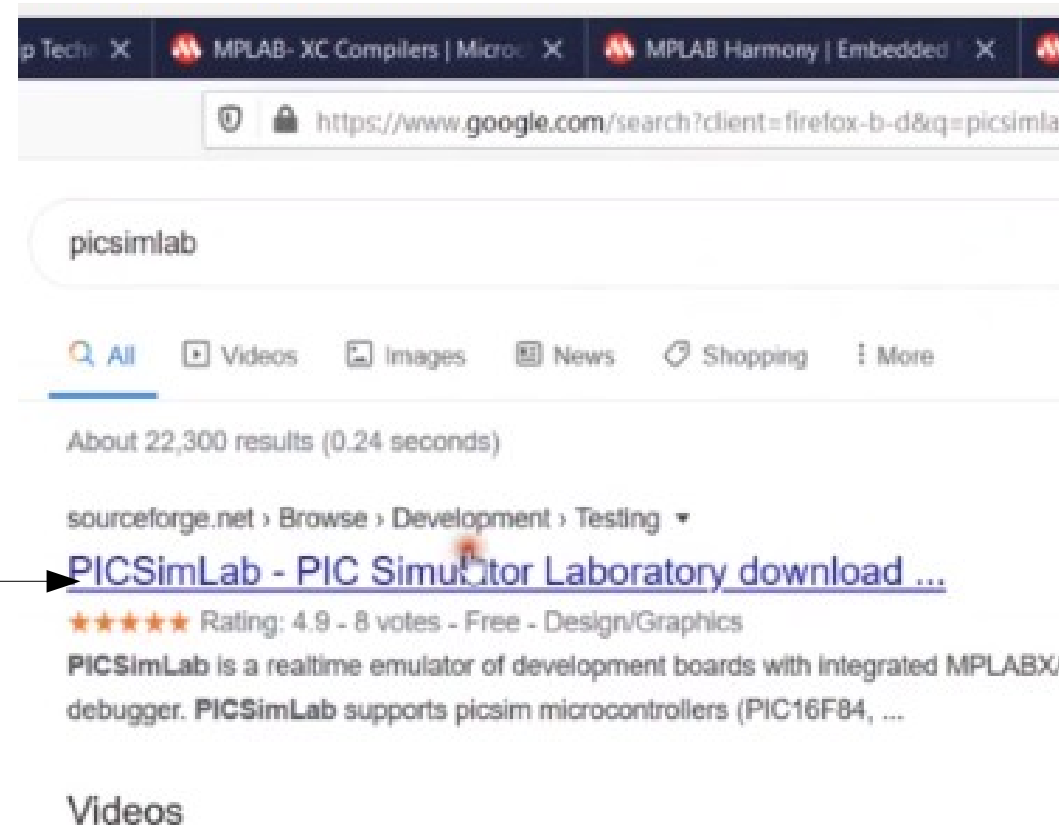 p Tech
MPLAB- XC Compilers | Microc
MPLAB Harmony | Embedded
https://www.google.com/search?client=firefox-b-d&q=picsimla
picsimlab
All Videos Images News Shopping More
About 22,300 results (0.24 seconds)
sourceforge.net › Browse › Development › Testing
PICSimLab - PIC Simulator Laboratory download ...
Rating: 4.9 - 8 votes - Free - Design/Graphics
PICSimLab is a realtime emulator of development boards with integrated MPLABX/
debugger. PICSimLab supports picsim microcontrollers (PIC16F84, ...
Videos